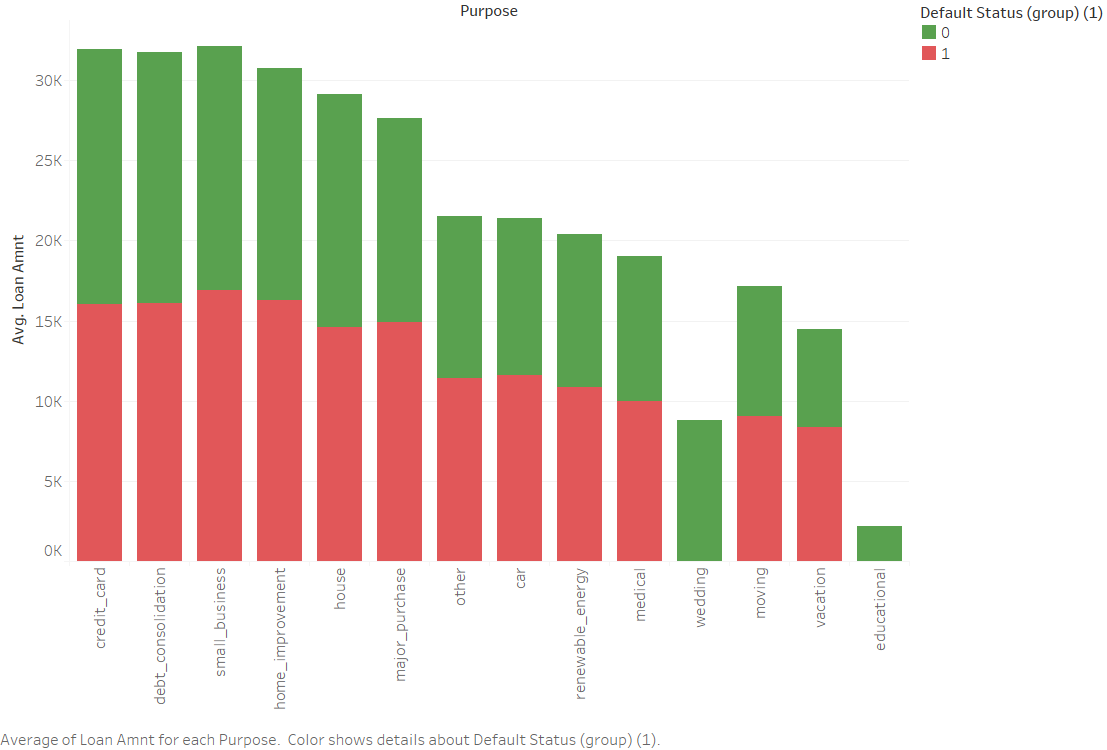 Purpose
Default Status (group) (1)
0
1
Avg. Loan Amnt
30K
25K
20K
15K
10K
5K
0K
credit_card
debt_consolidation
small_business
home_improvement
house
major_purchase
other
car
renewable_energy
medical
wedding
moving
vacation
educational
Average of Loan Amnt for each Purpose.  Color shows details about Default Status (group) (1).